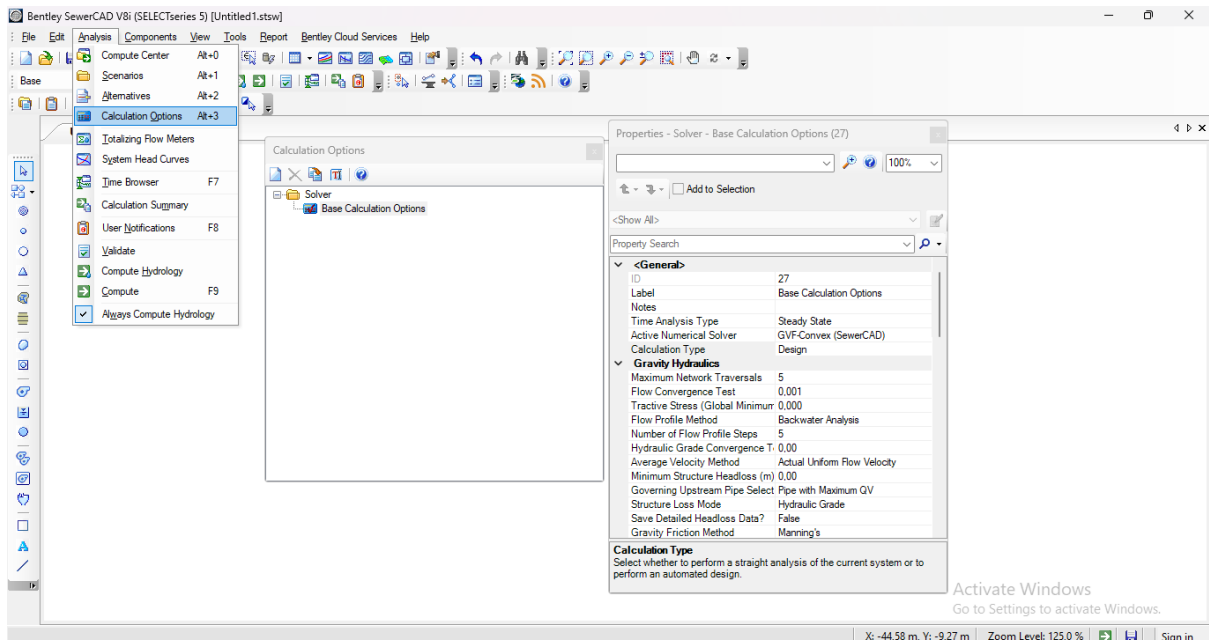 Bentley SewerCAD V8i (SELECTseries 5) [Untitled1.stsw]
File Edit Analysis Components View Tools Report Bentley Cloud Services Help
Base
Compute Center Alt+0
Scenarios Alt+1
Alternatives Alt+2
Calculation Options Alt+3
Totalizing Flow Meters
System Head Curves
Time Browser F7
Calculation Summary
User Notifications F8
Validate
Compute Hydrology
Compute F9
Always Compute Hydrology
Calculation Options
Solver
Base Calculation Options
Properties - Solver - Base Calculation Options (27)
100%
Add to Selection
<Show All>
Property Search
<General>
ID 27
Label Base Calculation Options
Notes
Time Analysis Type Steady State
Active Numerical Solver GVF-Convex (SewerCAD)
Calculation Type Design
Gravity Hydraulics
Maximum Network Traversals 5
Flow Convergence Test 0,001
Tractive Stress (Global Minimum 0,000
Flow Profile Method Backwater Analysis
Number of Flow Profile Steps 5
Hydraulic Grade Convergence T 0,00
Average Velocity Method Actual Uniform Flow Velocity
Minimum Structure Headloss (m) 0,00
Governing Upstream Pipe Select Pipe with Maximum QV
Structure Loss Mode Hydraulic Grade
Save Detailed Headloss Data? False
Gravity Friction Method Manning's
Calculation Type
Select whether to perform a straight analysis of the current system or to
perform an automated design.
Activate Windows
Go to Settings to activate Windows.
X: -44.58 m, Y: -9.27 m Zoom Level: 125.0 % Sign in